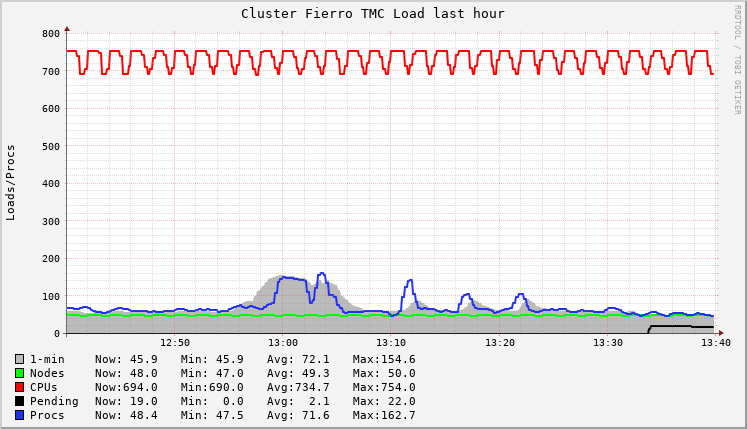 Cluster Fierro TMC Load last hour
RRDTOOL / TOBI OETIKER
Loads/Procs
800
700
600
500
400
300
200
100
0
12:50 13:00 13:10 13:20 13:30 13:40
1-min Now: 45.9 Min: 45.9 Avg: 72.1 Max:154.6
Nodes Now: 48.0 Min: 47.0 Avg: 49.3 Max: 50.0
CPUs Now:694.0 Min:690.0 Avg:734.7 Max:754.0
Pending Now: 19.0 Min: 0.0 Avg: 2.1 Max: 22.0
Procs Now: 48.4 Min: 47.5 Avg: 71.6 Max:162.7